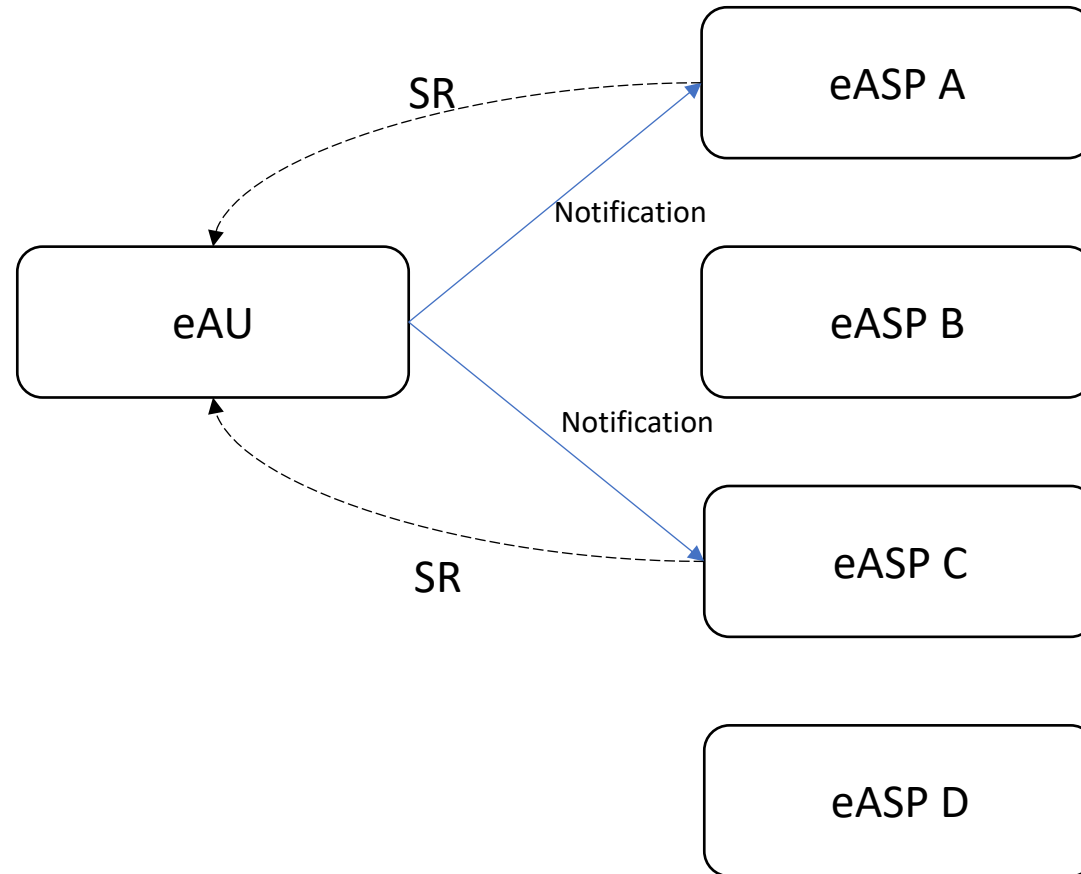 eASP A
SR
Notification
eASP B
eAU
Notification
eASP C
SR
eASP D